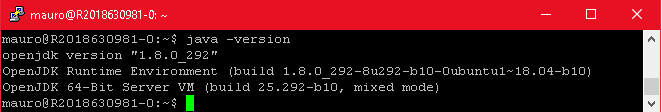 mauro@R2018630981-0: ~
mauro@R2018630981-0:~$ java -version
openjdk version "1.8.0_292"
OpenJDK Runtime Environment (build 1.8.0_292-8u292-b10-0ubuntu1~18.04-b10)
OpenJDK 64-Bit Server VM (build 25.292-b10, mixed mode)
mauro@R2018630981-0:~$